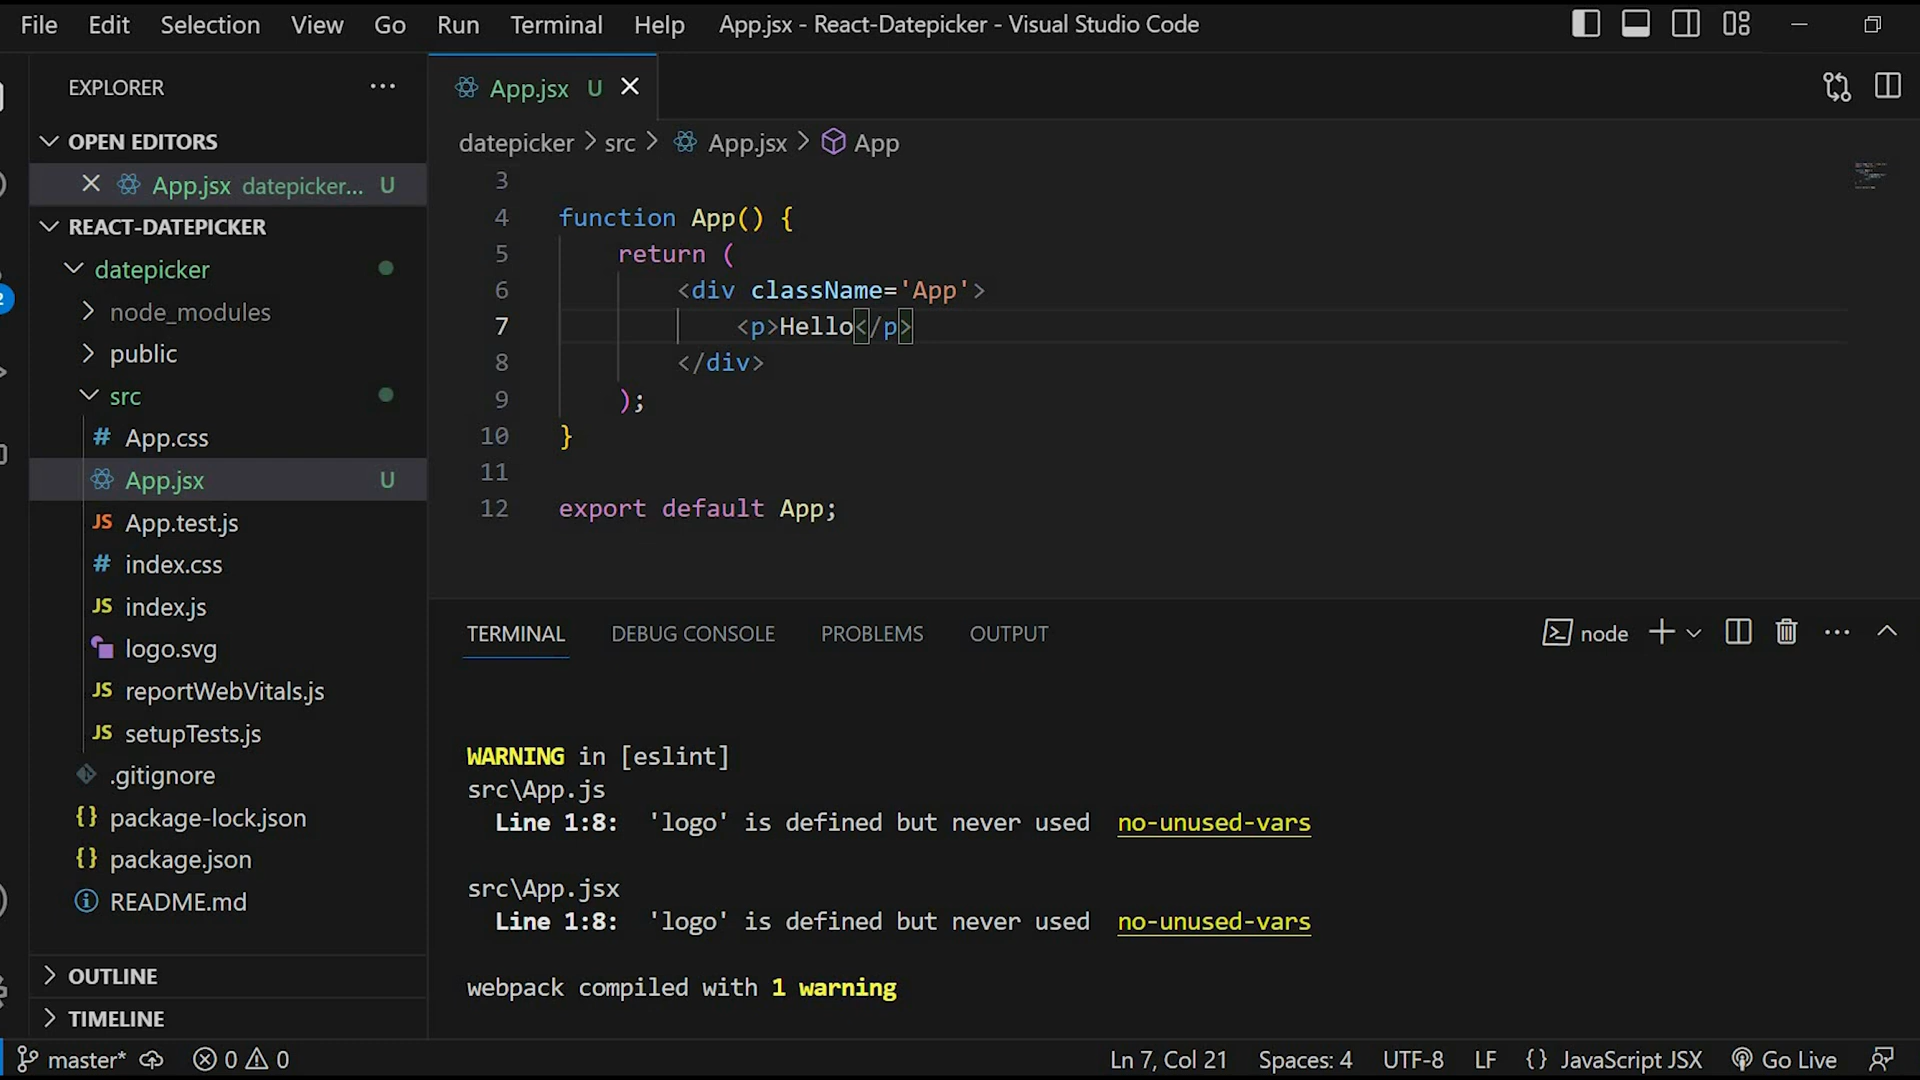 File Edit Selection View Go Run Terminal Help App.jsx - React-Datepicker - Visual Studio Code
EXPLORER ···
OPEN EDITORS
App.jsx datepicker... U
REACT-DATEPICKER
datepicker
node_modules
public
src
App.css
App.jsx U
App.test.js
index.css
index.js
logo.svg
reportWebVitals.js
setupTests.js
.gitignore
package-lock.json
package.json
README.md
OUTLINE
TIMELINE
2
App.jsx U
datepicker > src > App.jsx > App
3
4 function App() {
5 return (
6 <div className='App'>
7 <p>Hello</p>
8 </div>
9 );
10 }
11
12 export default App;
TERMINAL DEBUG CONSOLE PROBLEMS OUTPUT node
WARNING in [eslint]
src\App.js
Line 1:8: 'logo' is defined but never used no-unused-vars
src\App.jsx
Line 1:8: 'logo' is defined but never used no-unused-vars
webpack compiled with 1 warning
master* 0 0 Ln 7, Col 21 Spaces: 4 UTF-8 LF {} JavaScript JSX Go Live